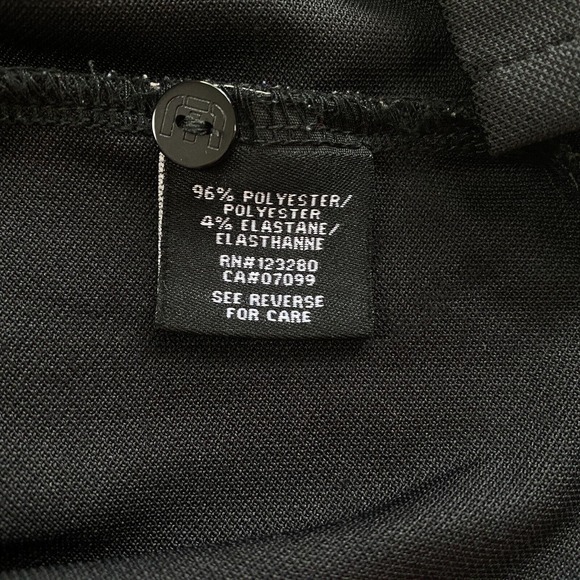 96% POLYESTER/
POLYESTER
4% ELASTANE/
ELASTHANNE
RN#123280
CA#07099
SEE REVERSE
FOR CARE